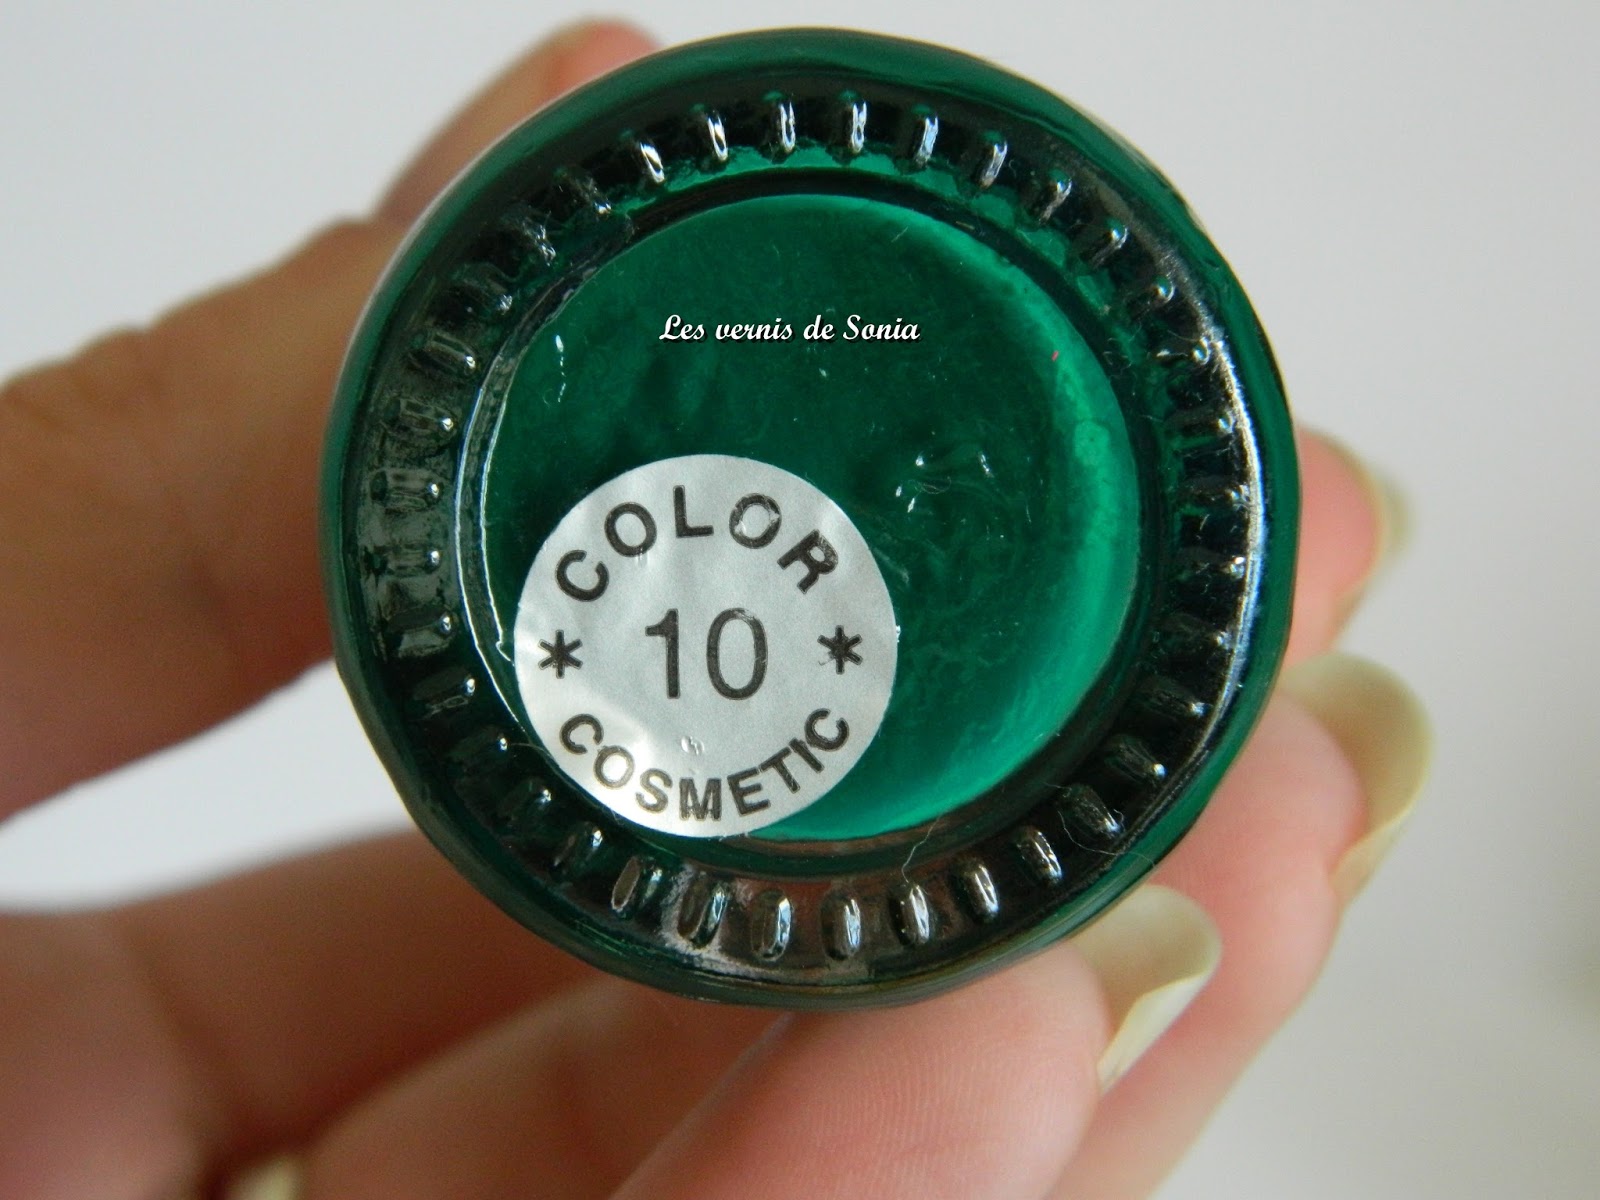 Les vernis de Sonia
COLOR
* 10 *
COSMETIC